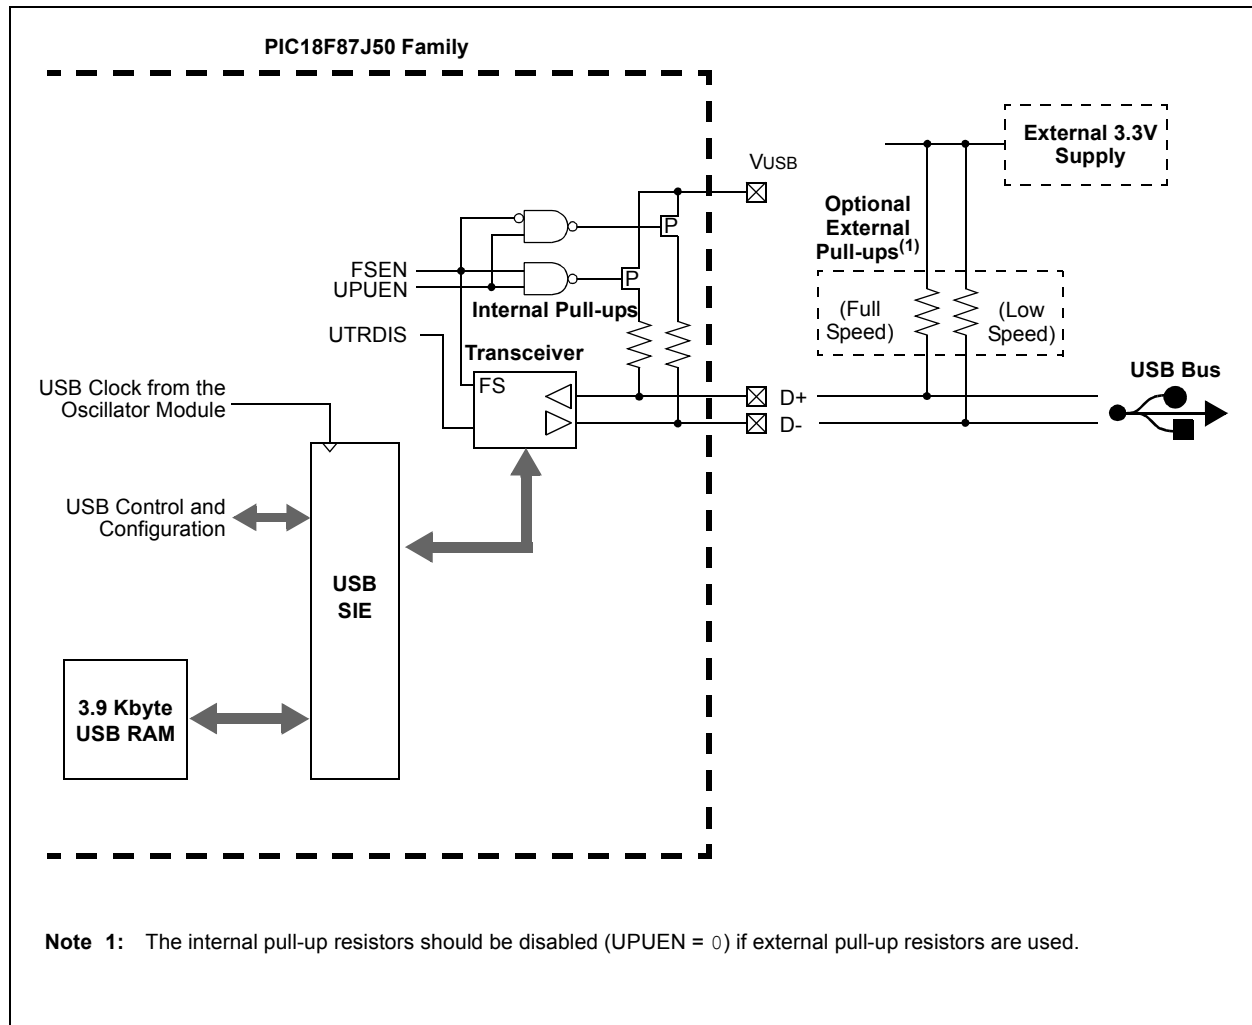 PIC18F87J50 Family
External 3.3V
Supply
VUSB
Optional
External
Pull-ups(1)
P
FSEN
P
UPUEN
Internal Pull-ups
(Full
Speed)
(Low
Speed)
UTRDIS
Transceiver
FS
USB Clock from the
Oscillator Module
D+
D-
USB Bus
USB Control and
Configuration
USB
SIE
3.9 Kbyte
USB RAM
Note 1: The internal pull-up resistors should be disabled (UPUEN = 0) if external pull-up resistors are used.